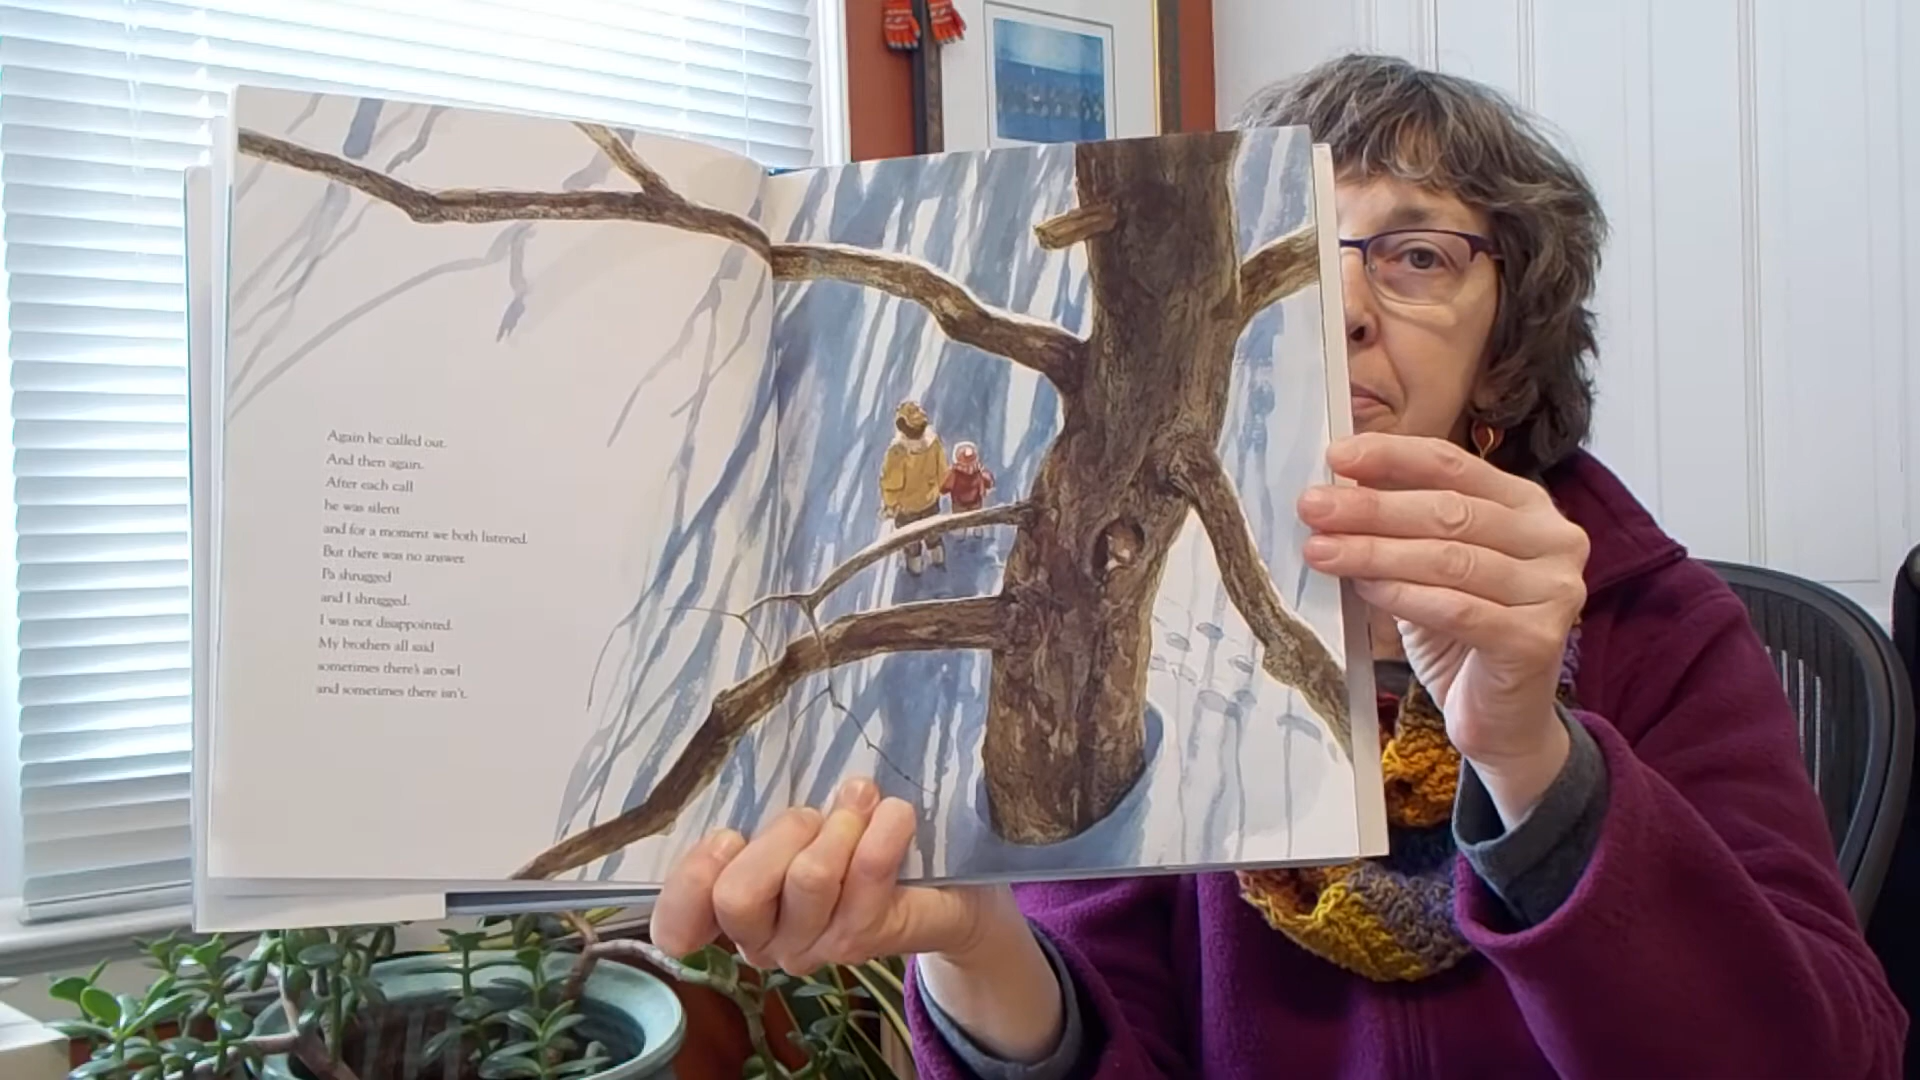 Again he called out.
And then again.
After each call
he was silent
and for a moment we both listened.
But there was no answer.
Pa shrugged
and I shrugged.
I was not disappointed.
My brothers all said
sometimes there's an owl
and sometimes there isn't.